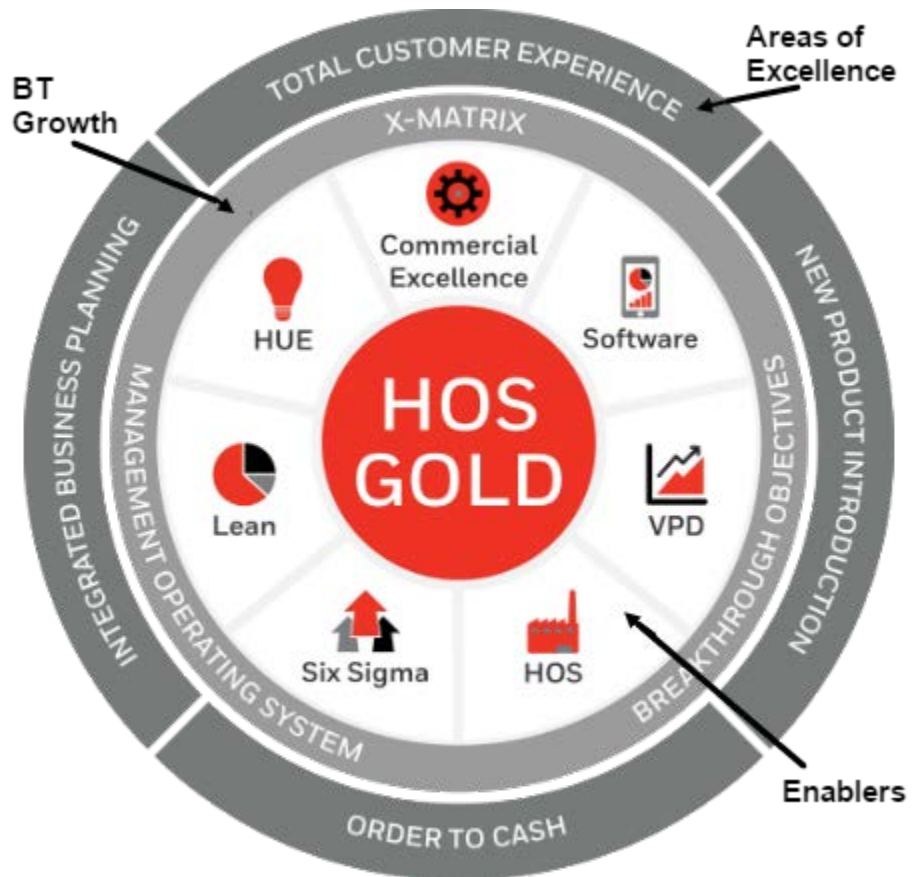 Areas of
Excellence
BT
Growth
TOTAL CUSTOMER EXPERIENCE
X-MATRIX
Commercial
Excellence
HUE
Software
INTEGRATED BUSINESS PLANNING
NEW PRODUCT INTRODUCTION
MANAGEMENT OPERATING SYSTEM
BREAKTHROUGH OBJECTIVES
HOS
GOLD
Lean
VPD
Six Sigma
HOS
Enablers
ORDER TO CASH